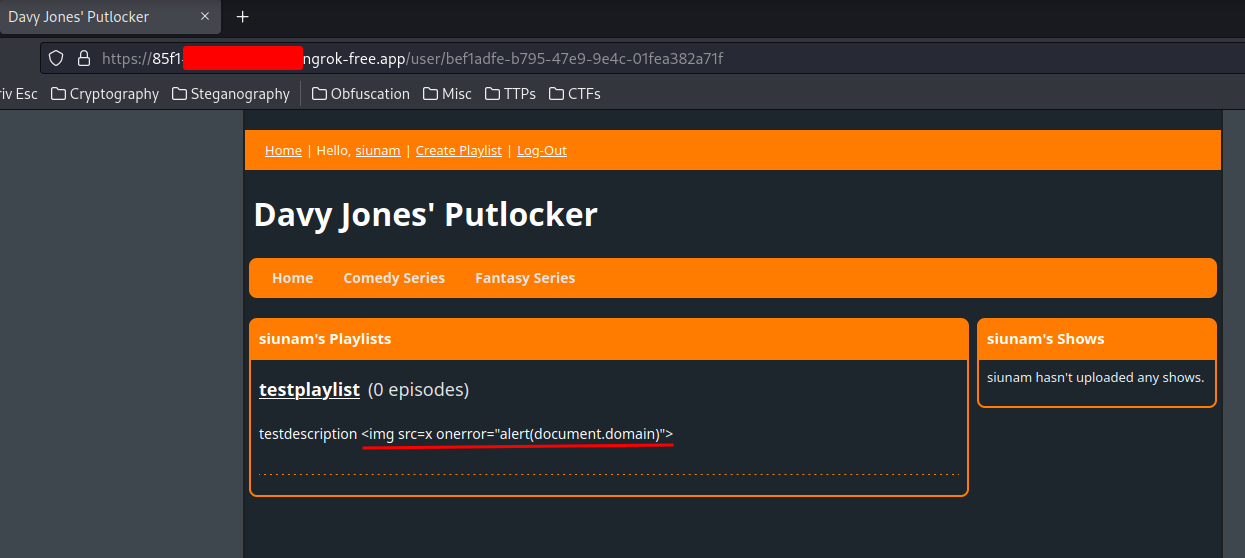 Davy Jones' Putlocker × +
https://85f1- ngrok-free.app/user/bef1adfe-b795-47e9-9e4c-01fea382a71f
riv Esc Cryptography Steganography Obfuscation Misc TTPs CTFs
Home | Hello, siunam | Create Playlist | Log-Out
Davy Jones' Putlocker
Home Comedy Series Fantasy Series
siunam's Playlists
testplaylist (0 episodes)
testdescription <img src=x onerror="alert(document.domain)">
siunam's Shows
siunam hasn't uploaded any shows.